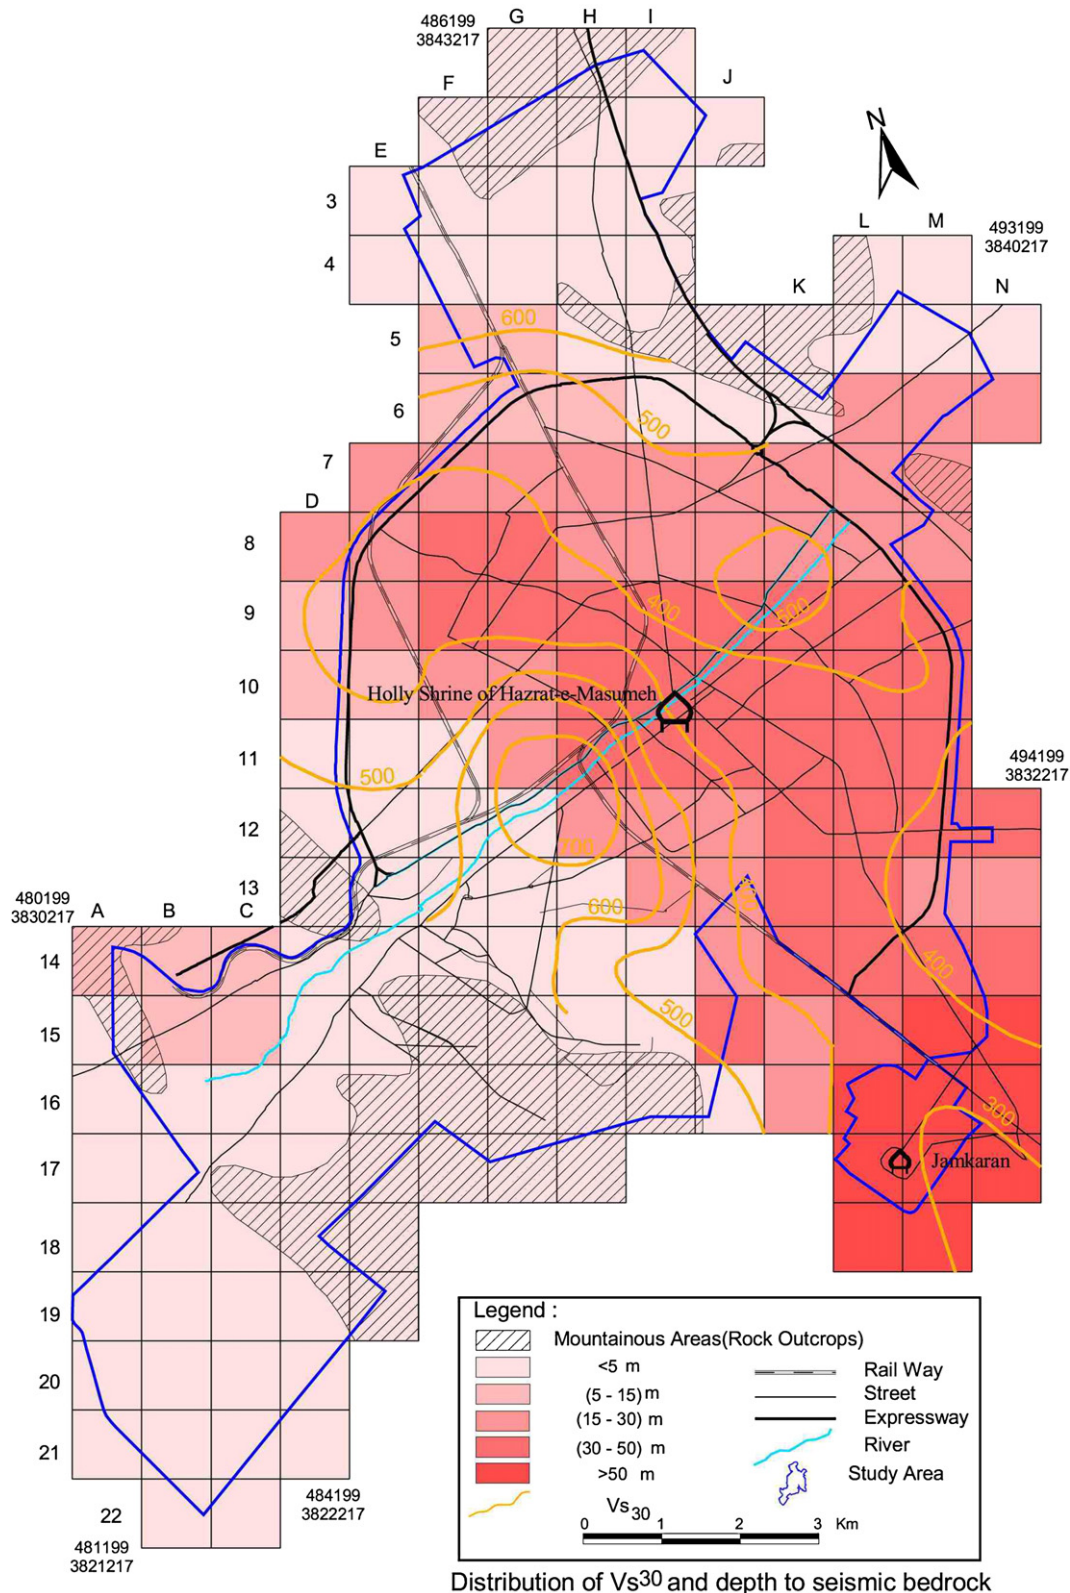 486199
3843217
G
H
I
F
J
E
N
3
L
M
493199
3840217
4
K
N
5
600
6
500
7
D
8
9
400
500
10
Holly Shrine of Hazrat-e-Masumeh
11
500
494199
3832217
12
700
13
480199
3830217
A
B
C
600
14
400
15
500
16
300
17
Jamkaran
18
19
20
21
22
481199
3821217
484199
3822217
Legend :
Mountainous Areas(Rock Outcrops)
<5 m
Rail Way
(5 - 15) m
Street
(15 - 30) m
Expressway
(30 - 50) m
River
>50 m
Study Area
Vs30
0 1 2 3 Km
Distribution of Vs30 and depth to seismic bedrock